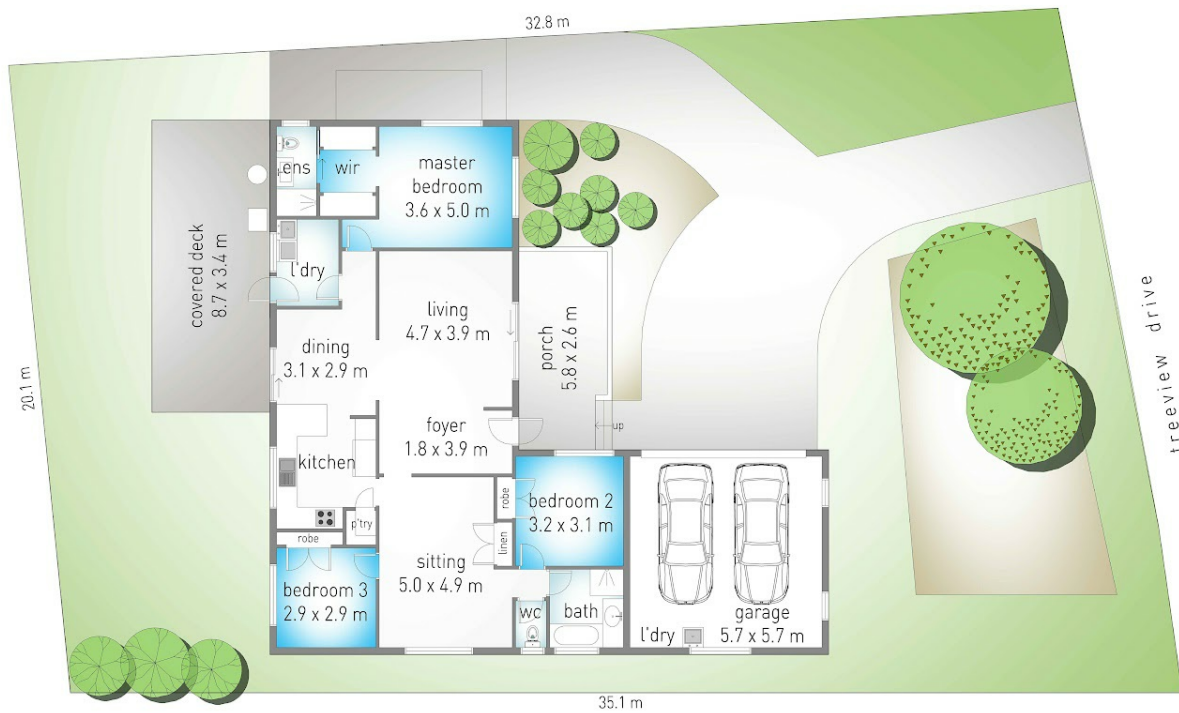 32.8 m
ens
wir
master
bedroom
3.6 x 5.0 m
covered deck
8.7 x 3.4 m
l'dry
living
4.7 x 3.9 m
dining
3.1 x 2.9 m
porch
5.8 x 2.6 m
treeview drive
20.1 m
foyer
1.8 x 3.9 m
up
kitchen
robe
bedroom 2
3.2 x 3.1 m
p'try
linen
robe
sitting
5.0 x 4.9 m
bedroom 3
2.9 x 2.9 m
wc
bath
garage
5.7 x 5.7 m
l'dry
35.1 m